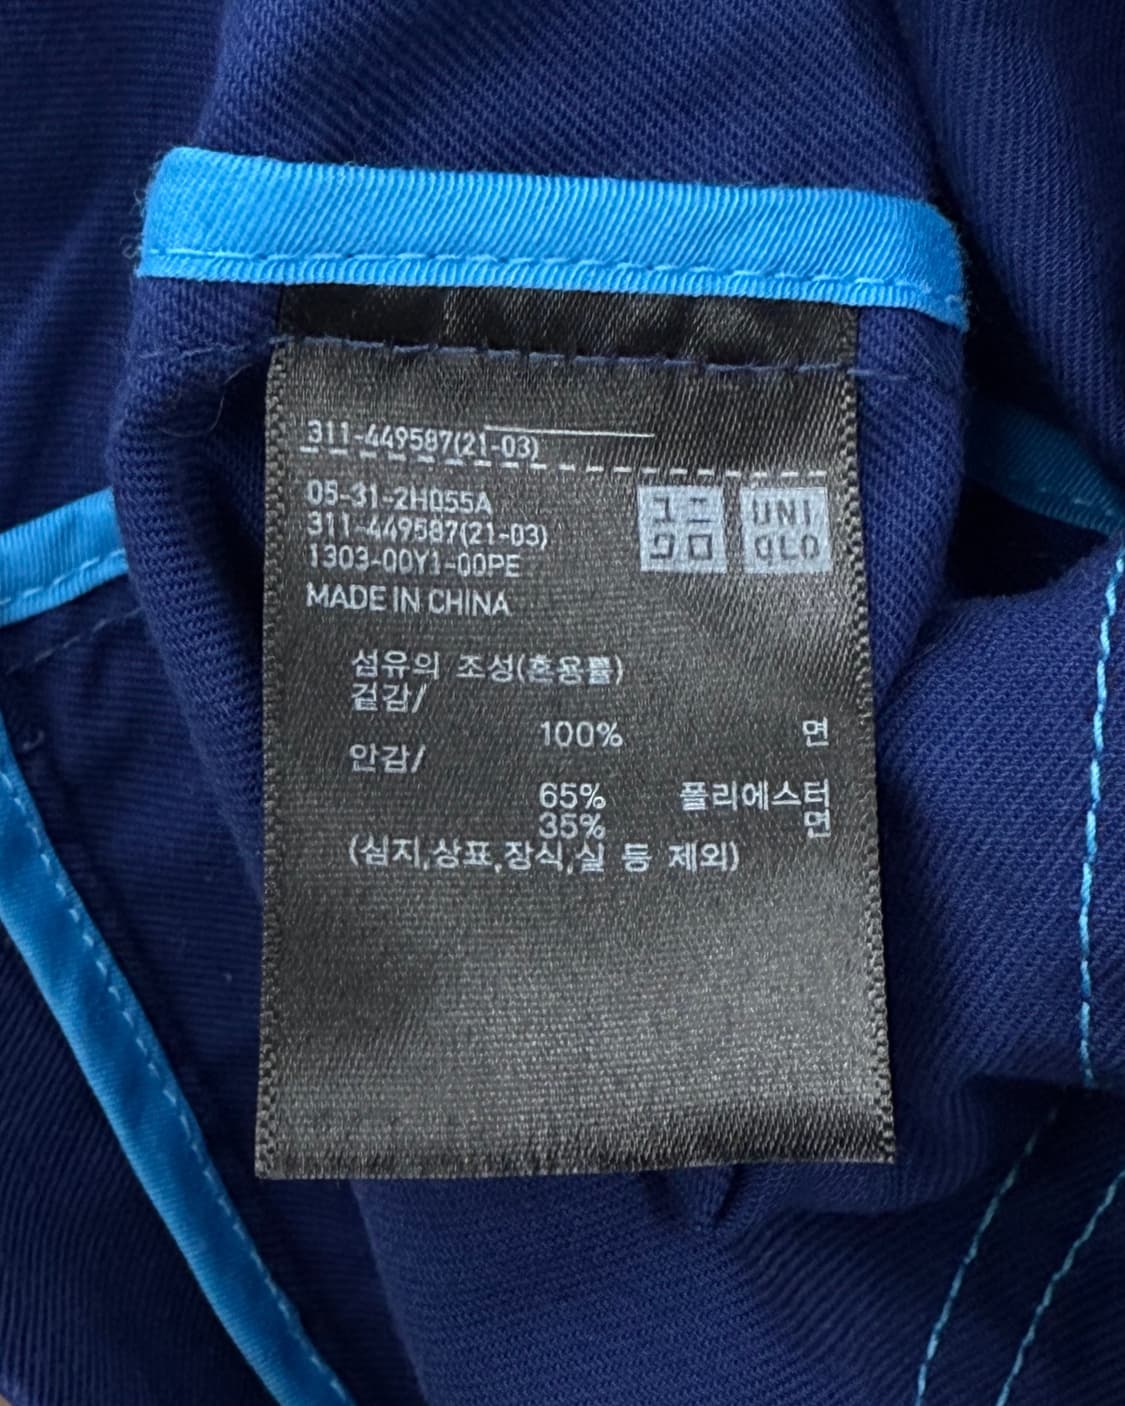 311-449587(21-03)
05-31-2H055A
311-449587(21-03)
1303-00Y1-00PE
MADE IN CHINA
ユニ
クロ
UNI
QLO
섬유의 조성(혼용률)
겉감/
100% 면
안감/
65% 폴리에스터
35% 면
(심지,상표,장식,실 등 제외)